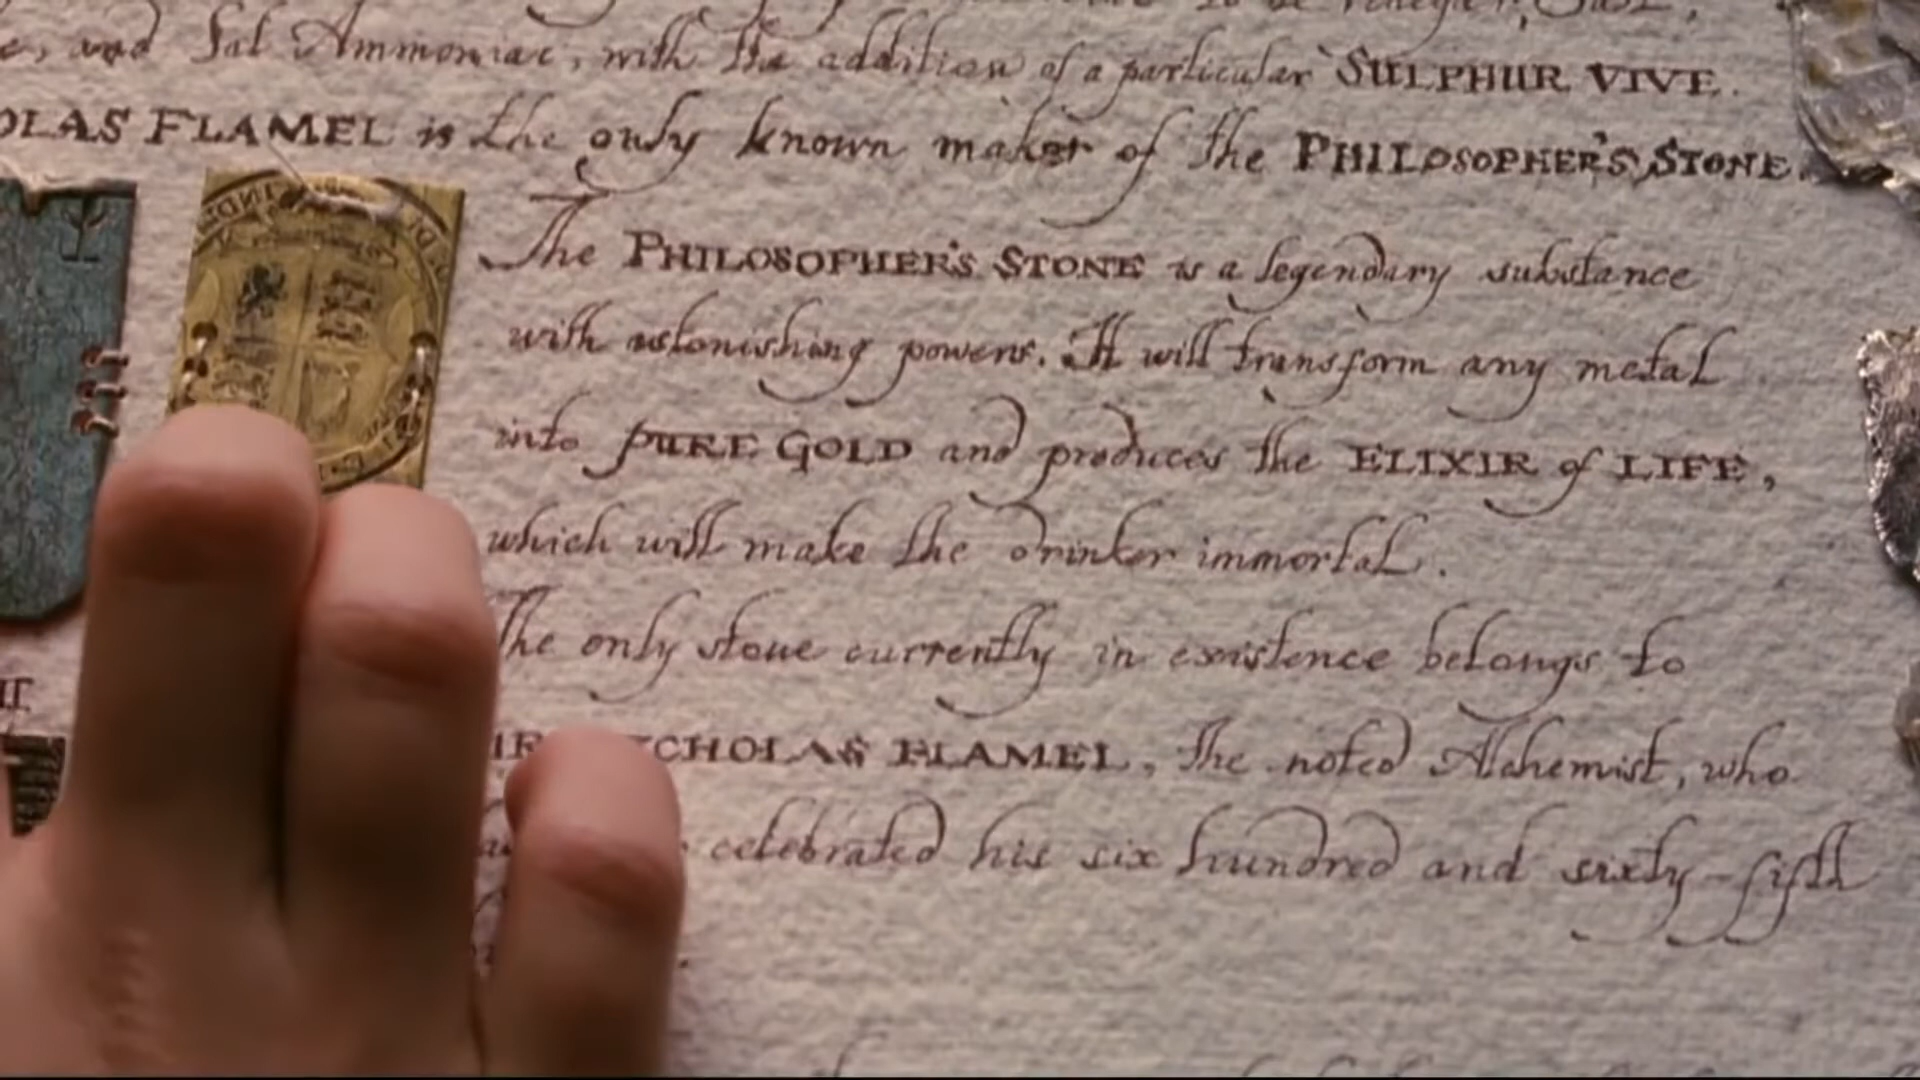 e, and Sal Ammoniac, with the addition of a particular SULPHUR VIVE.
OLAS FLAMEL is the only known maker of the PHILOSOPHER'S STONE.
The PHILOSOPHER'S STONE is a legendary substance
with astonishing powers. It will transform any metal
into PURE GOLD and produces the ELIXIR of LIFE,
which will make the drinker immortal.
The only stone currently in existence belongs to
CHOLAS FLAMEL, the noted Alchemist, who
celebrated his six hundred and sixty-fifth